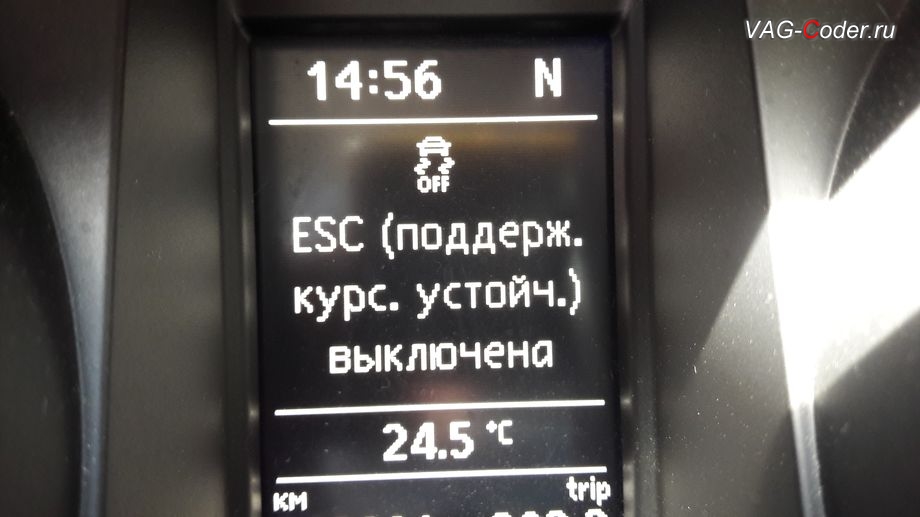 VAG-Coder.ru
14:56 N
OFF
ESC (поддерж.
курс. устойч.)
выключена
24.5 °C
км trip